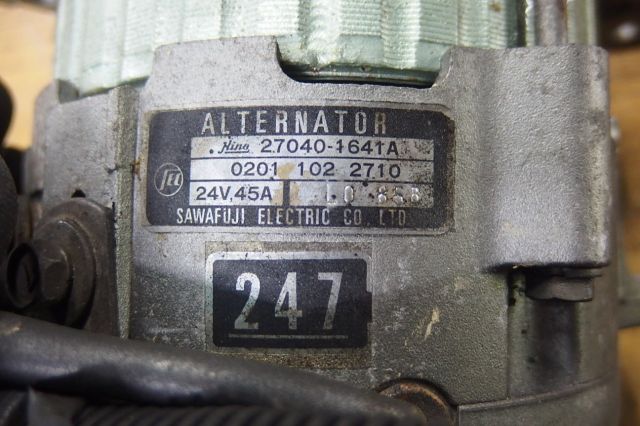 ALTERNATOR
Hino 27040-1641A
0201 102 2710
24V, 45A
SAWAFUJI ELECTRIC CO., LTD.
247